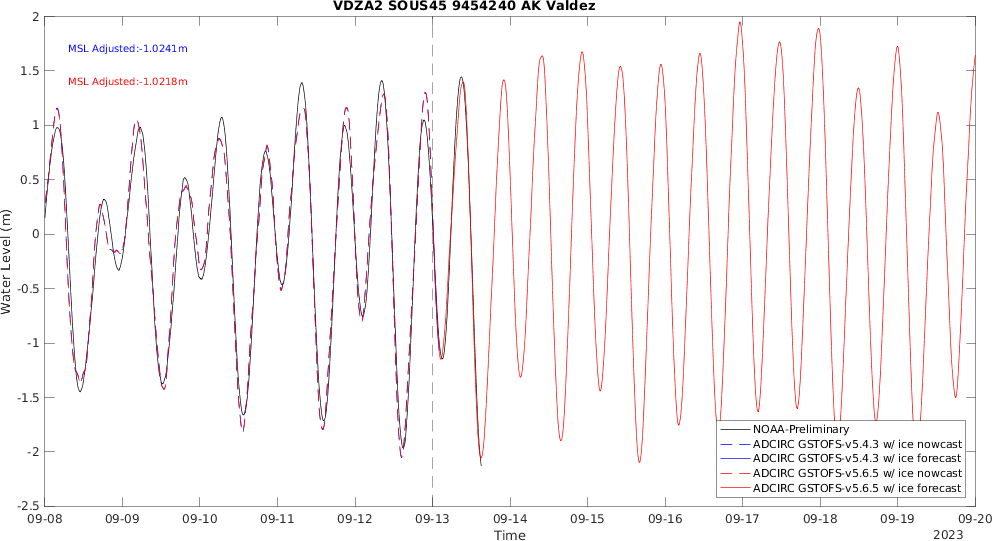 VDZA2 SOUS45 9454240 AK Valdez
MSL Adjusted:-1.0241m
MSL Adjusted:-1.0218m
Water Level (m)
2
1.5
1
0.5
0
-0.5
-1
-1.5
-2
-2.5
NOAA-Preliminary
ADCIRC GSTOFS-v5.4.3 w/ ice nowcast
ADCIRC GSTOFS-v5.4.3 w/ ice forecast
ADCIRC GSTOFS-v5.6.5 w/ ice nowcast
ADCIRC GSTOFS-v5.6.5 w/ ice forecast
09-08 09-09 09-10 09-11 09-12 09-13 09-14 09-15 09-16 09-17 09-18 09-19 09-20
Time
2023